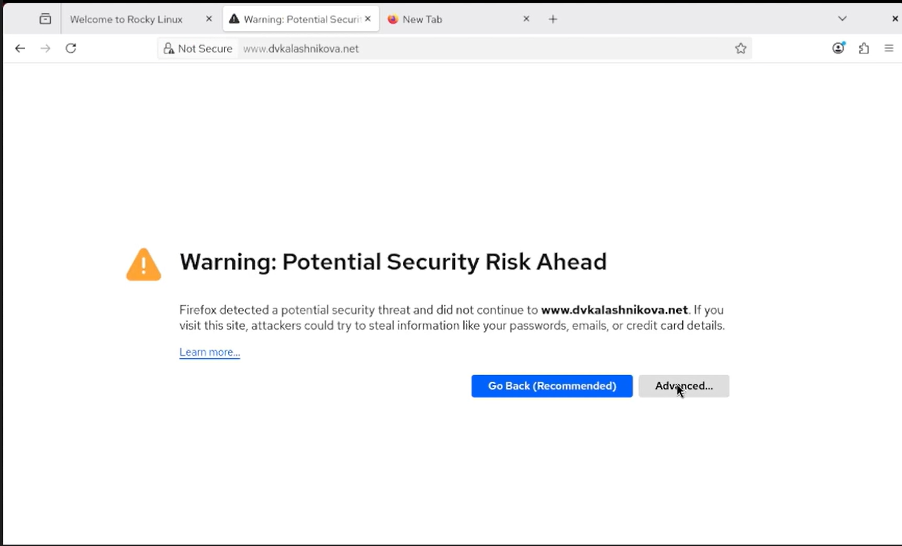 Welcome to Rocky Linux
Warning: Potential Securit
New Tab
Not Secure
www.dvkalashnikova.net
Warning: Potential Security Risk Ahead
Firefox detected a potential security threat and did not continue to www.dvkalashnikova.net. If you
visit this site, attackers could try to steal information like your passwords, emails, or credit card details.
Learn more...
Go Back (Recommended)
Advanced...